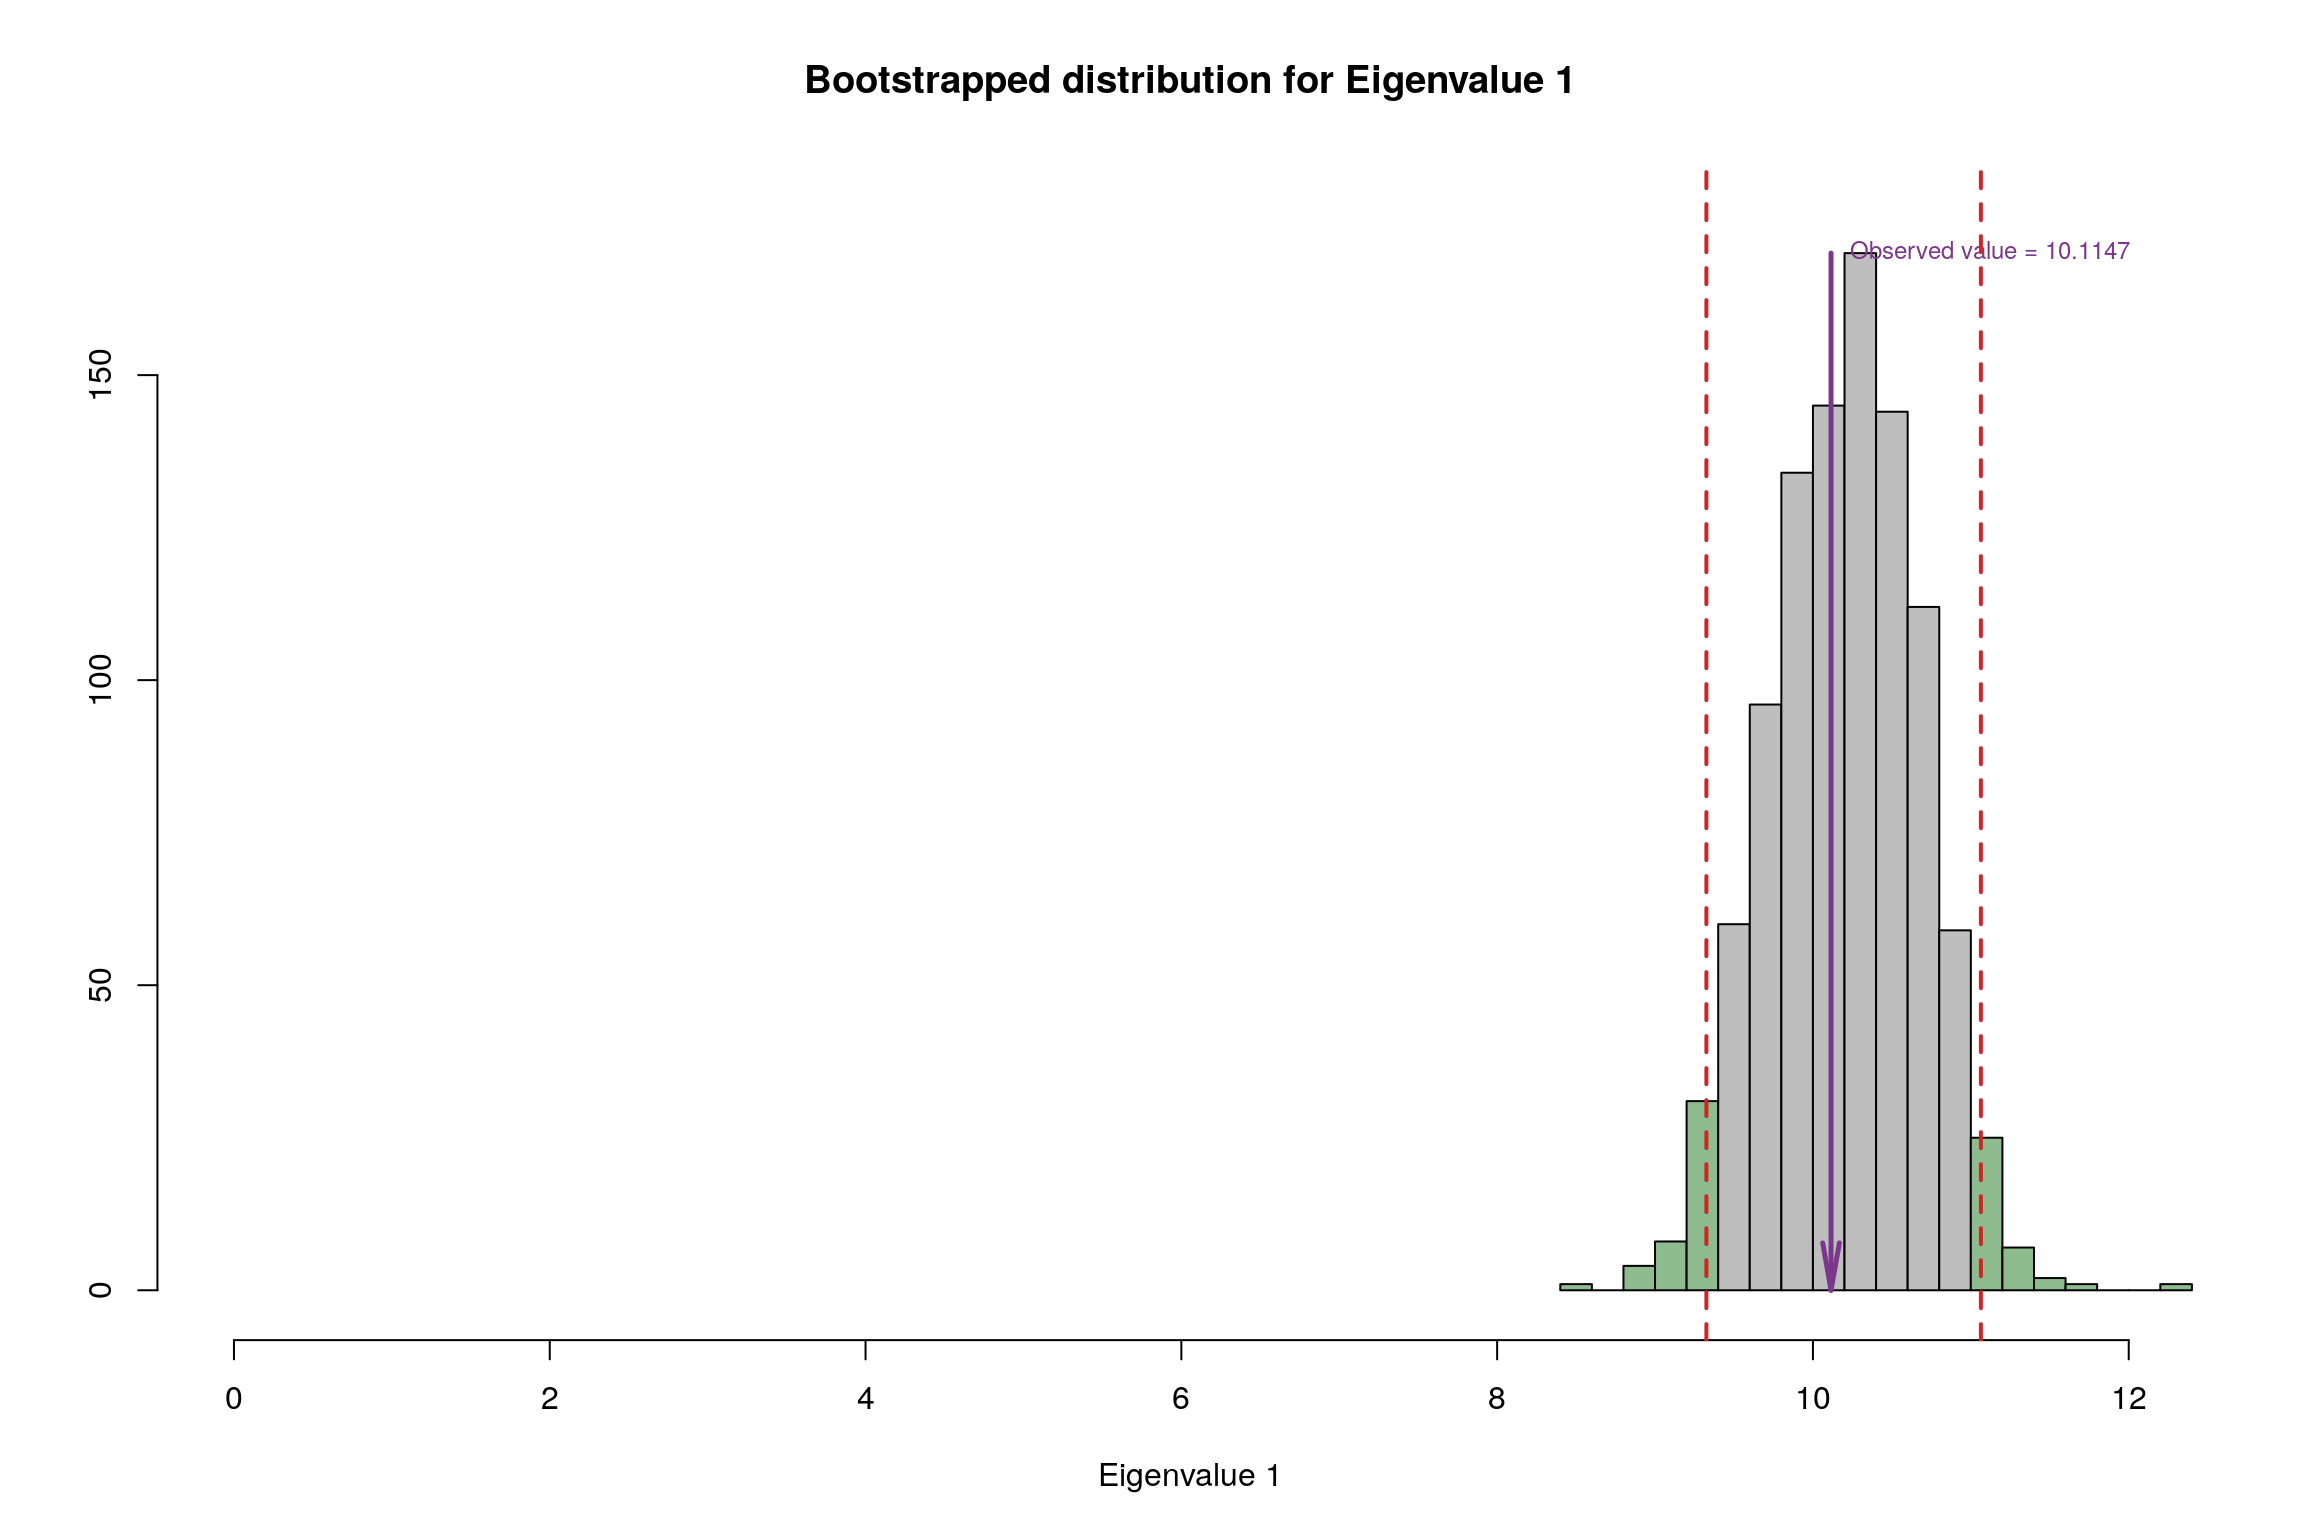 Bootstrapped distribution for Eigenvalue 1
Observed value = 10.1147
150
100
50
0
0 2 4 6 8 10 12
Eigenvalue 1